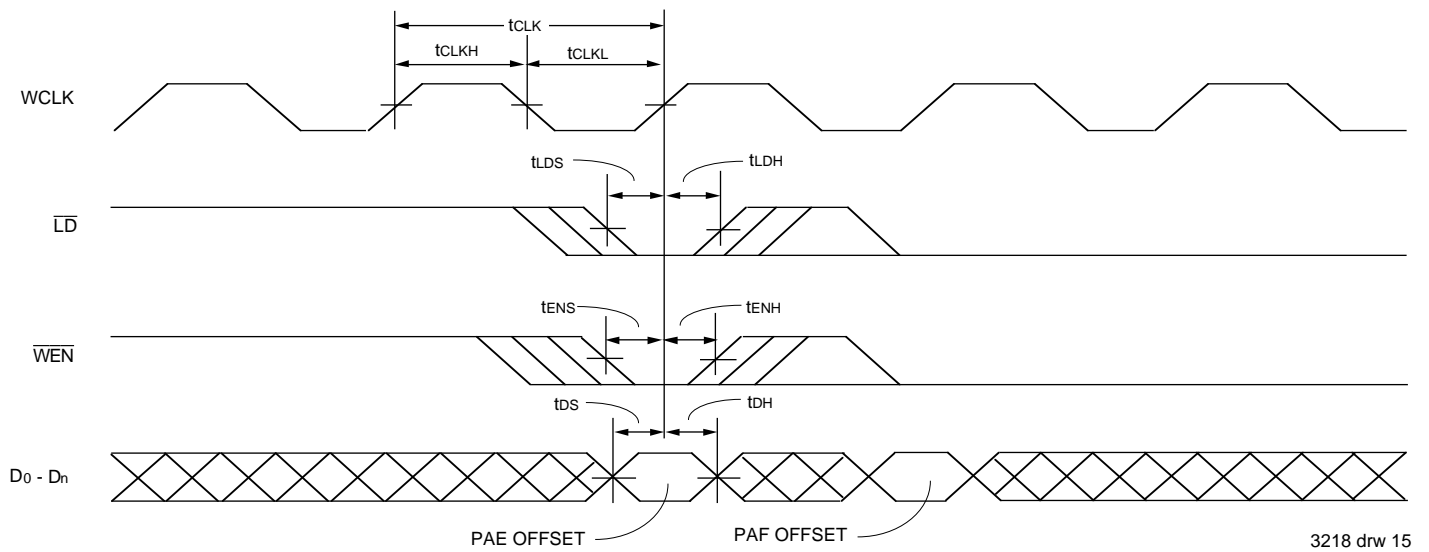 tCLK
tCLKH
tCLKL
WCLK
tLDS
tLDH
LD
tENS
tENH
WEN
tDS
tDH
D0 - Dn
PAE OFFSET
PAF OFFSET
3218 drw 15